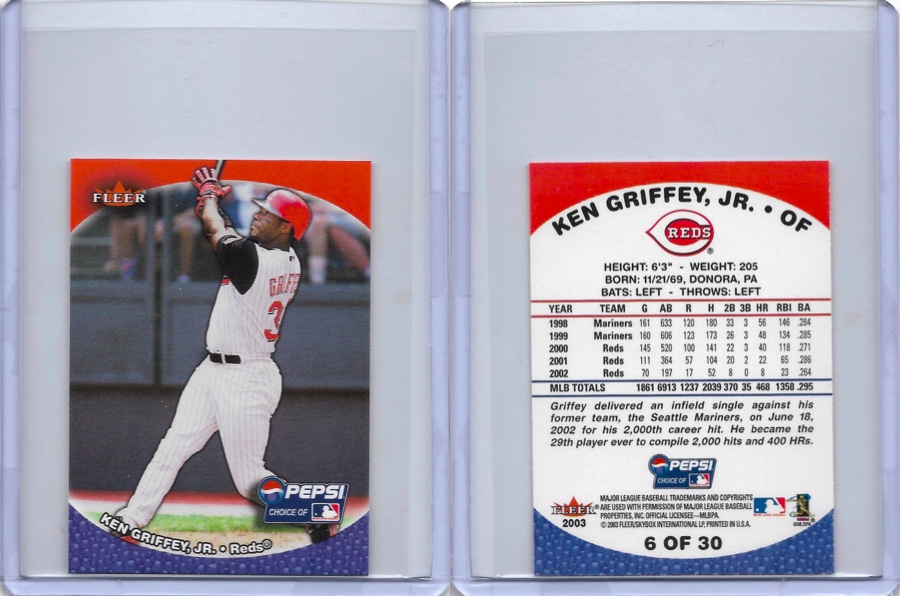 FLEER
GRIFF
3
PEPSI
CHOICE OF
KEN GRIFFEY, JR. • Reds®
KEN GRIFFEY, JR. • OF
REDS®
HEIGHT: 6'3" - WEIGHT: 205
BORN: 11/21/69, DONORA, PA
BATS: LEFT - THROWS: LEFT
YEAR TEAM G AB R H 2B 3B HR RBI BA
1998 Mariners 161 633 120 180 33 3 56 146 .284
1999 Mariners 160 606 123 173 26 3 48 134 .285
2000 Reds 145 520 100 141 22 3 40 118 .271
2001 Reds 111 364 57 104 20 2 22 65 .286
2002 Reds 70 197 17 52 8 0 8 23 .264
MLB TOTALS 1861 6913 1237 2039 370 35 468 1358 .295
Griffey delivered an infield single against his
former team, the Seattle Mariners, on June 18,
2002 for his 2,000th career hit. He became the
29th player ever to compile 2,000 hits and 400 HRs.
PEPSI
CHOICE OF
FLEER®
2003
MAJOR LEAGUE BASEBALL TRADEMARKS AND COPYRIGHTS
ARE USED WITH PERMISSION OF MAJOR LEAGUE BASEBALL
PROPERTIES, INC. OFFICIAL LICENSEE—MLBPA.
© 2003 FLEER/SKYBOX INTERNATIONAL LP, PRINTED IN U.S.A.
6 OF 30